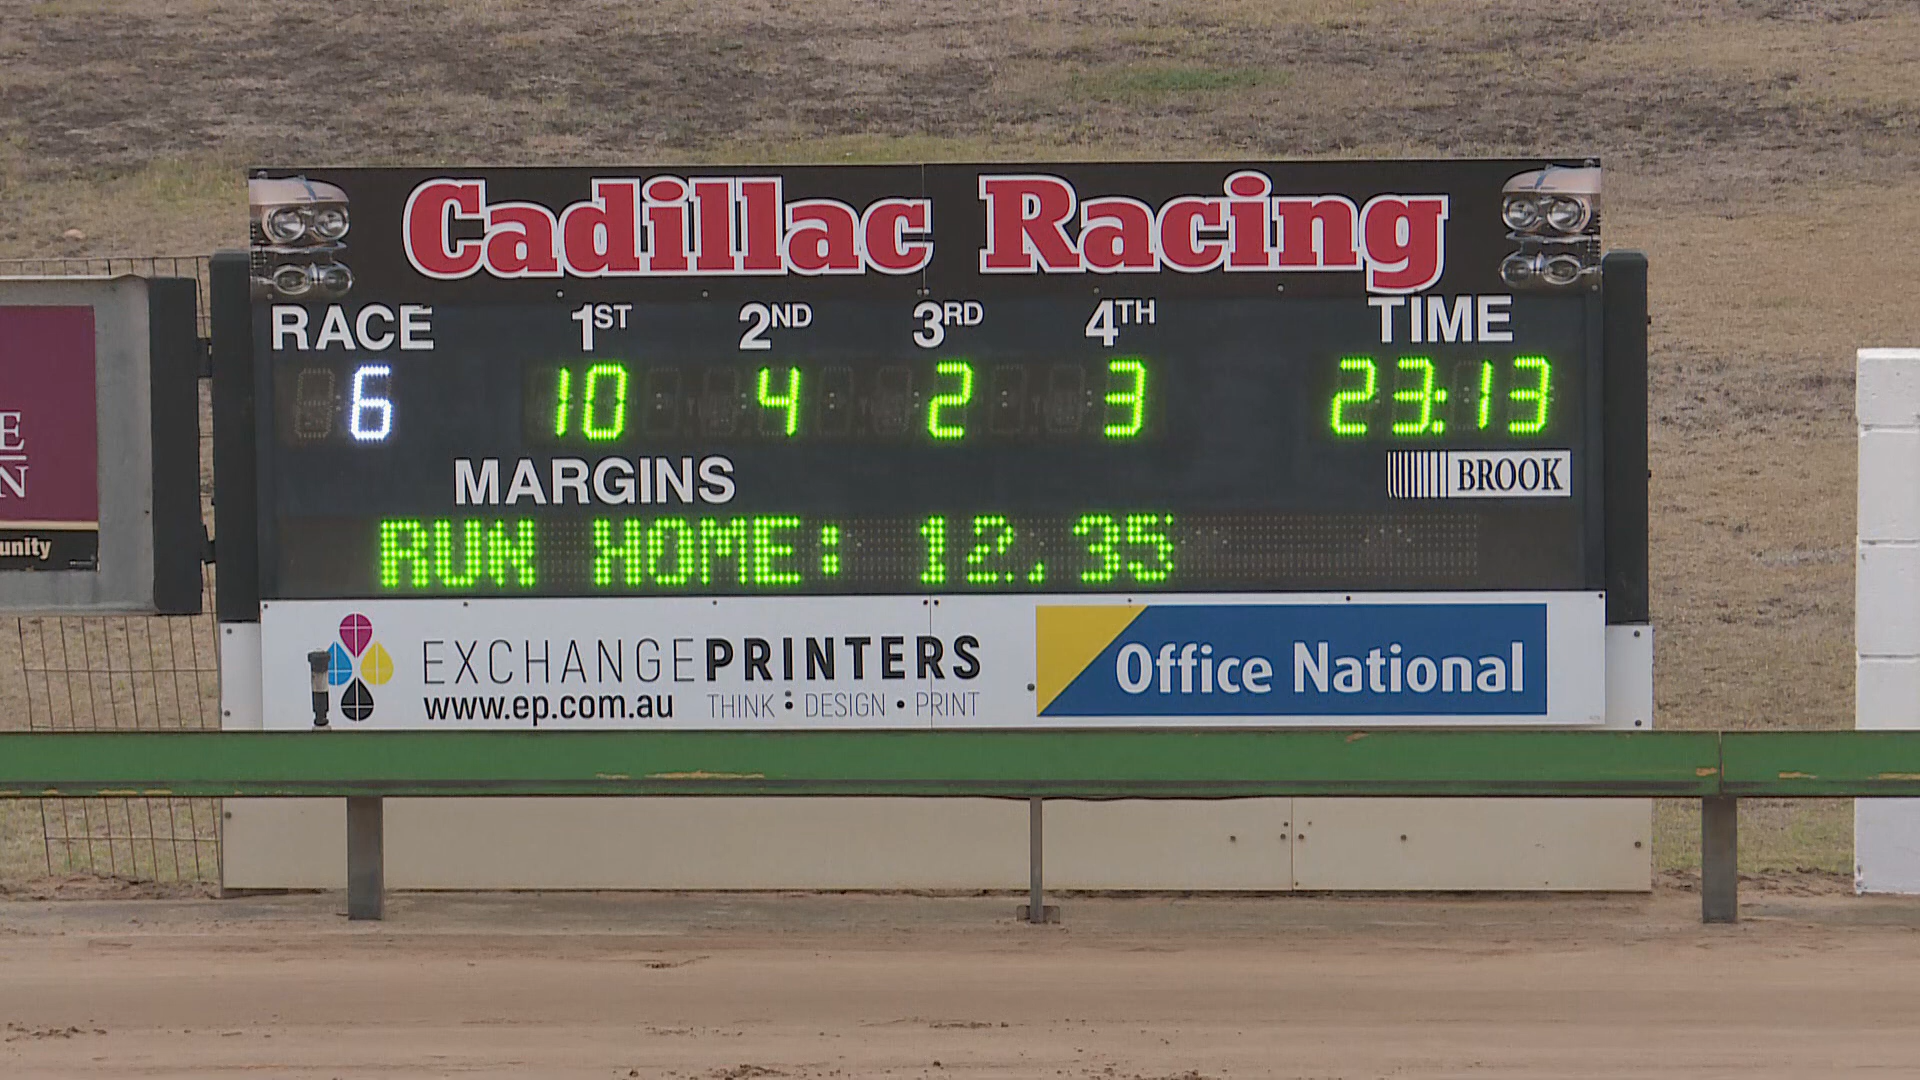 Cadillac Racing
RACE 1ST 2ND 3RD 4TH TIME
6 10 4 2 3 23:13
MARGINS BROOK
RUN HOME: 12.35
E
N
unity
EXCHANGEPRINTERS
www.ep.com.au THINK • DESIGN • PRINT
Office National